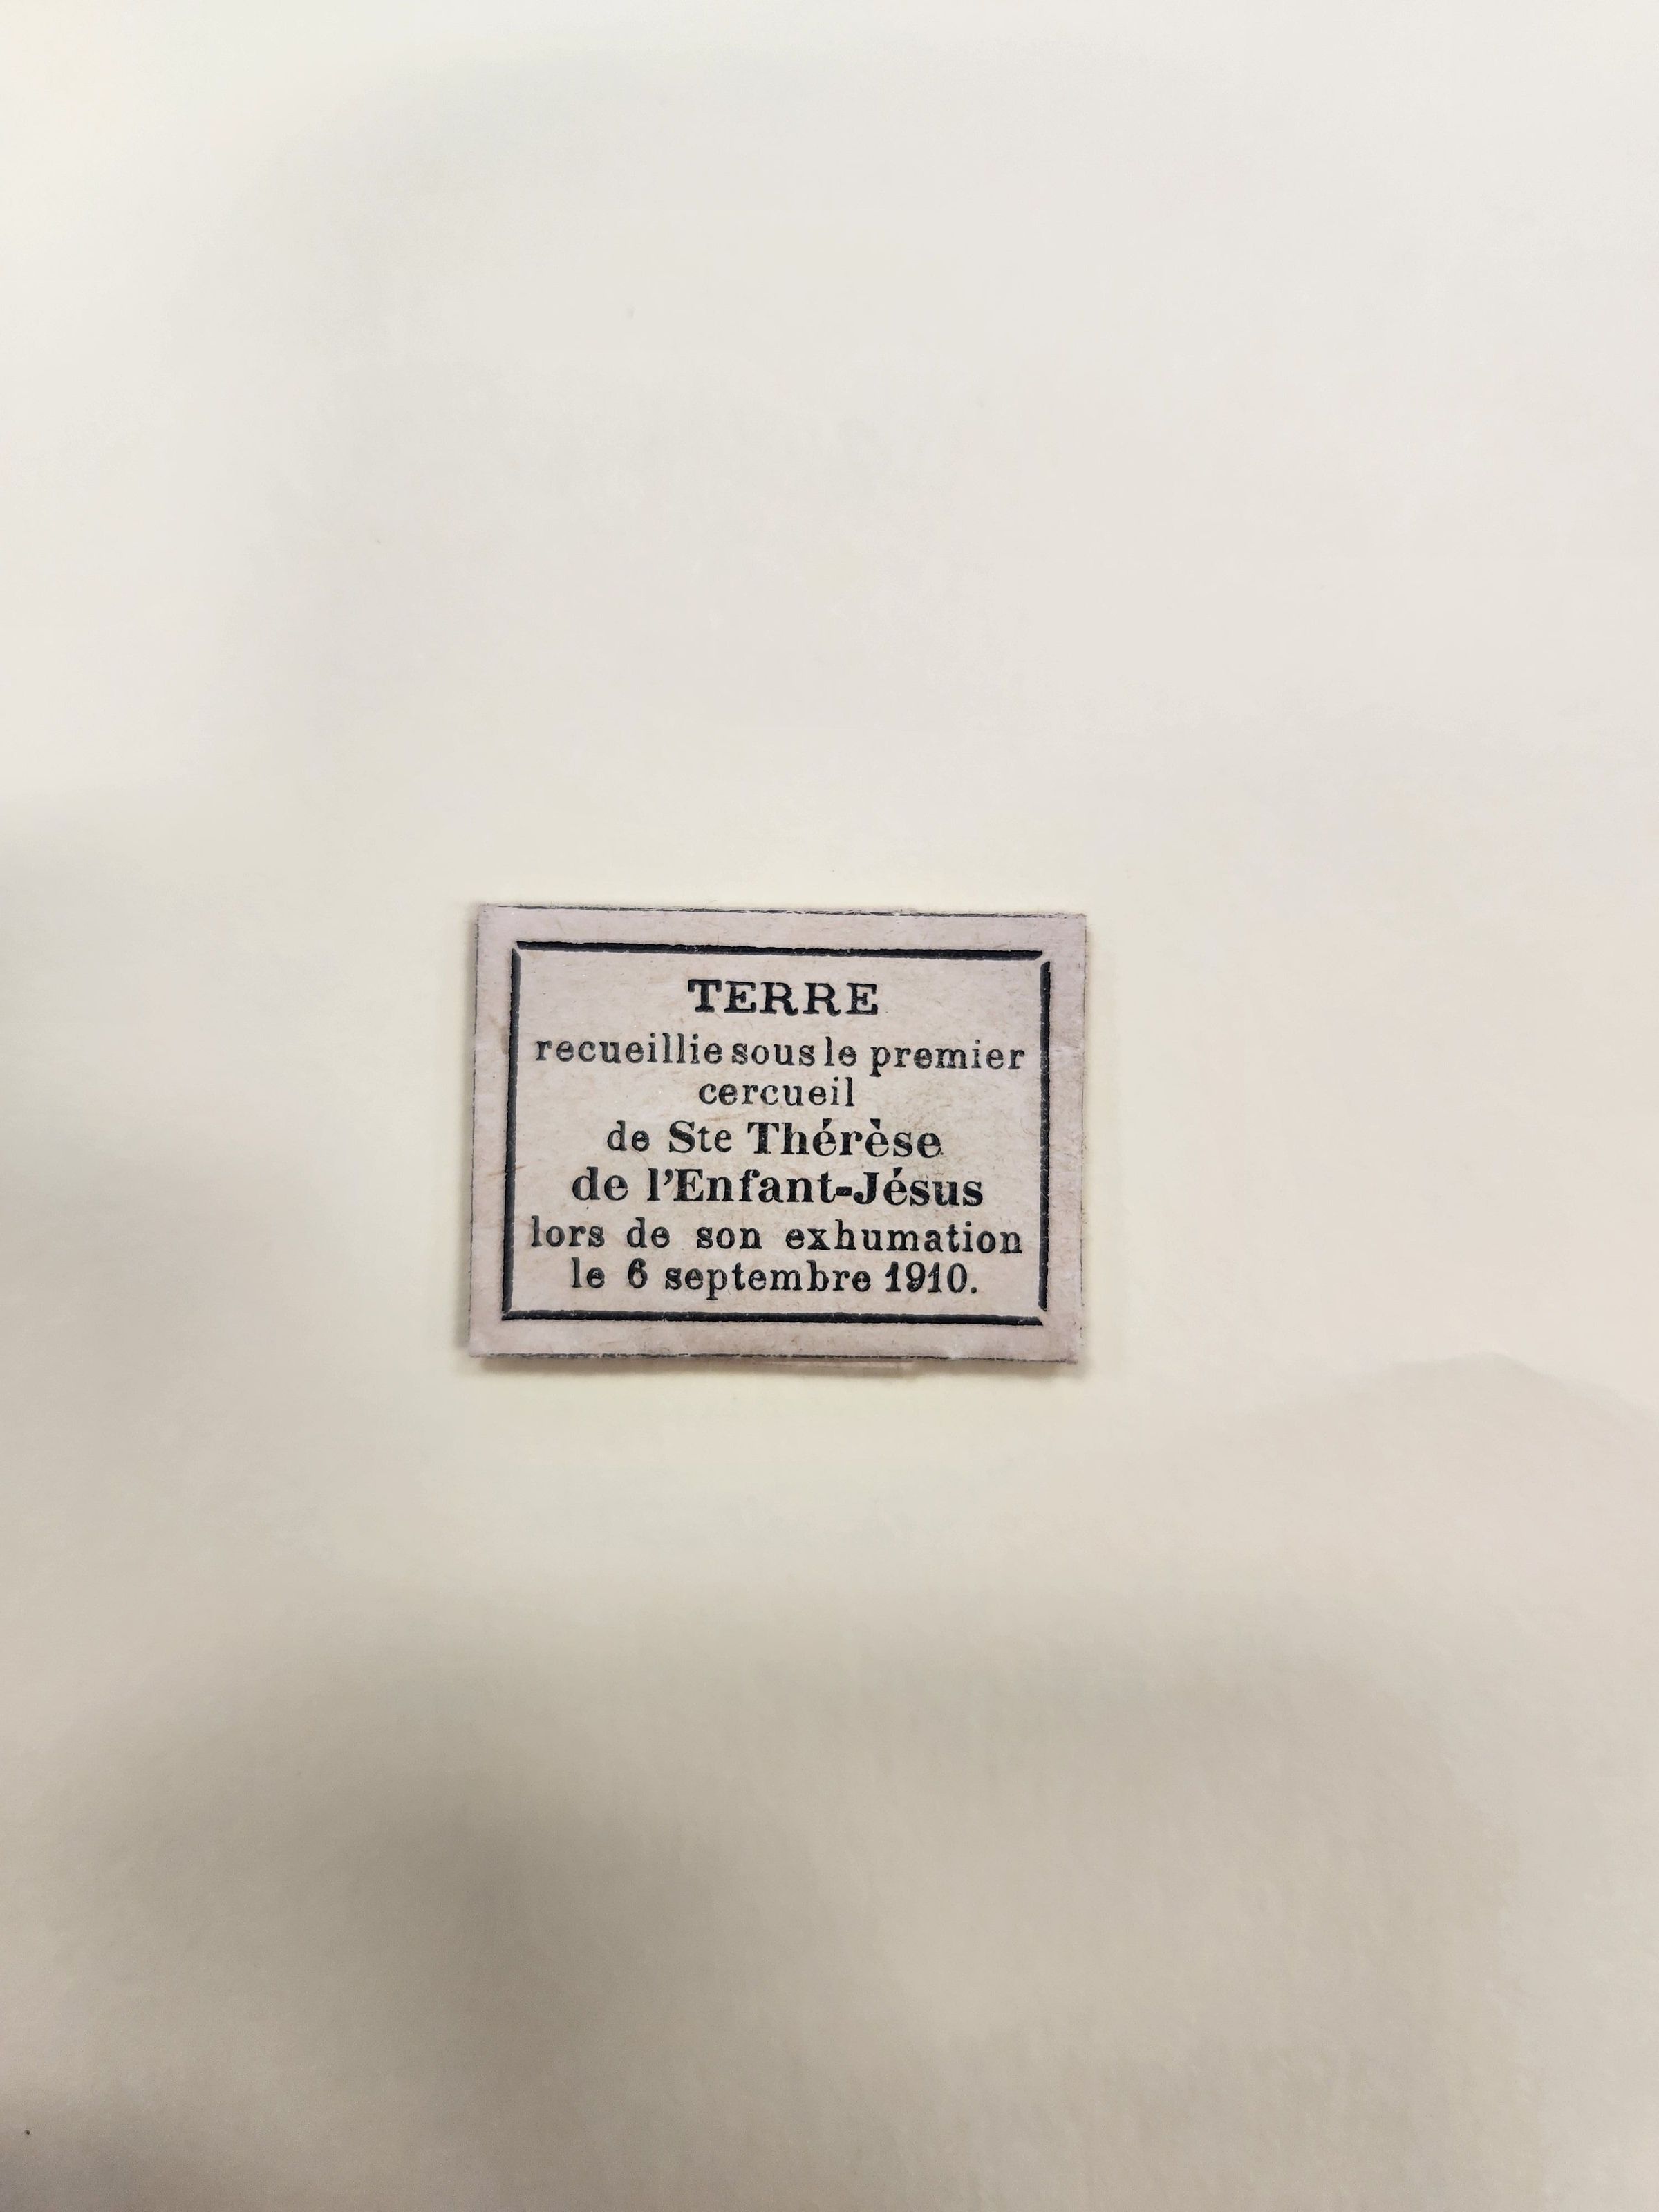 TERRE
recueillie sous le premier
cercueil
de Ste Thérèse
de l'Enfant-Jésus
lors de son exhumation
le 6 septembre 1910.